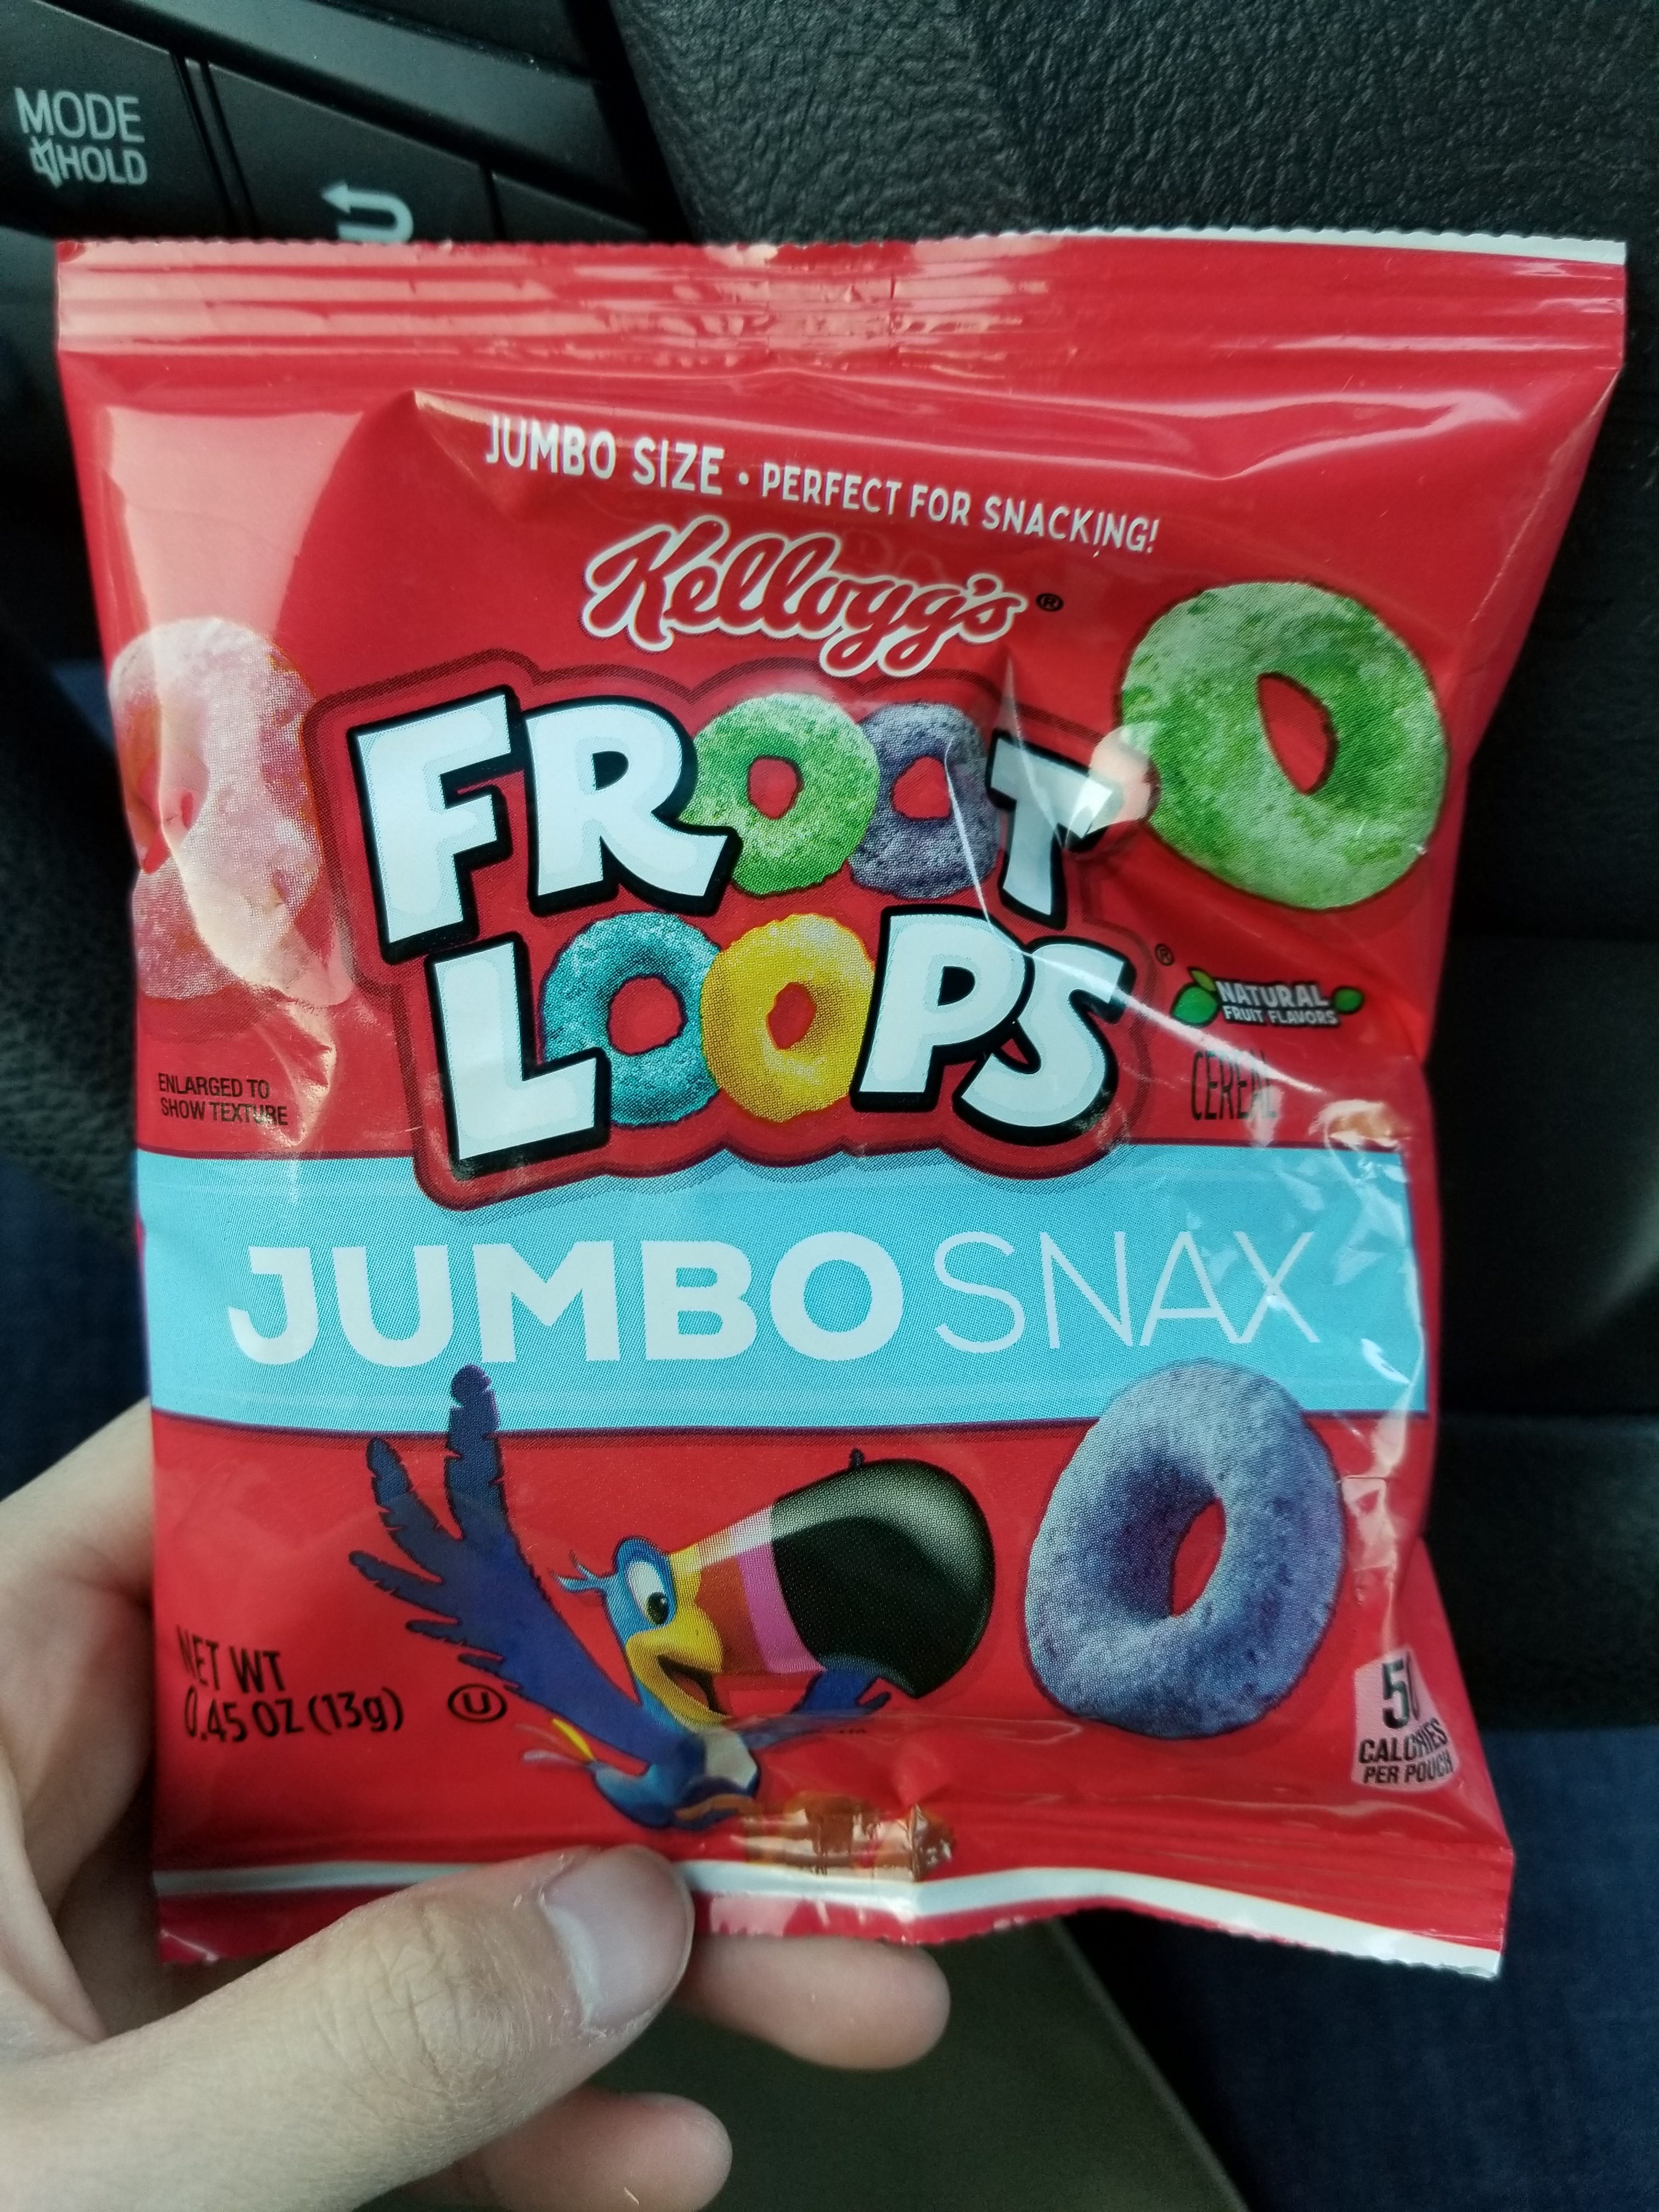 MODE
HOLD
JUMBO SIZE • PERFECT FOR SNACKING!
Kellogg's®
FROOT
LOOPS®
NATURAL
FRUIT FLAVORS
CEREAL
ENLARGED TO
SHOW TEXTURE
JUMBO SNAX
NET WT
0.45 OZ (13g)
U
50
CALORIES
PER POUCH